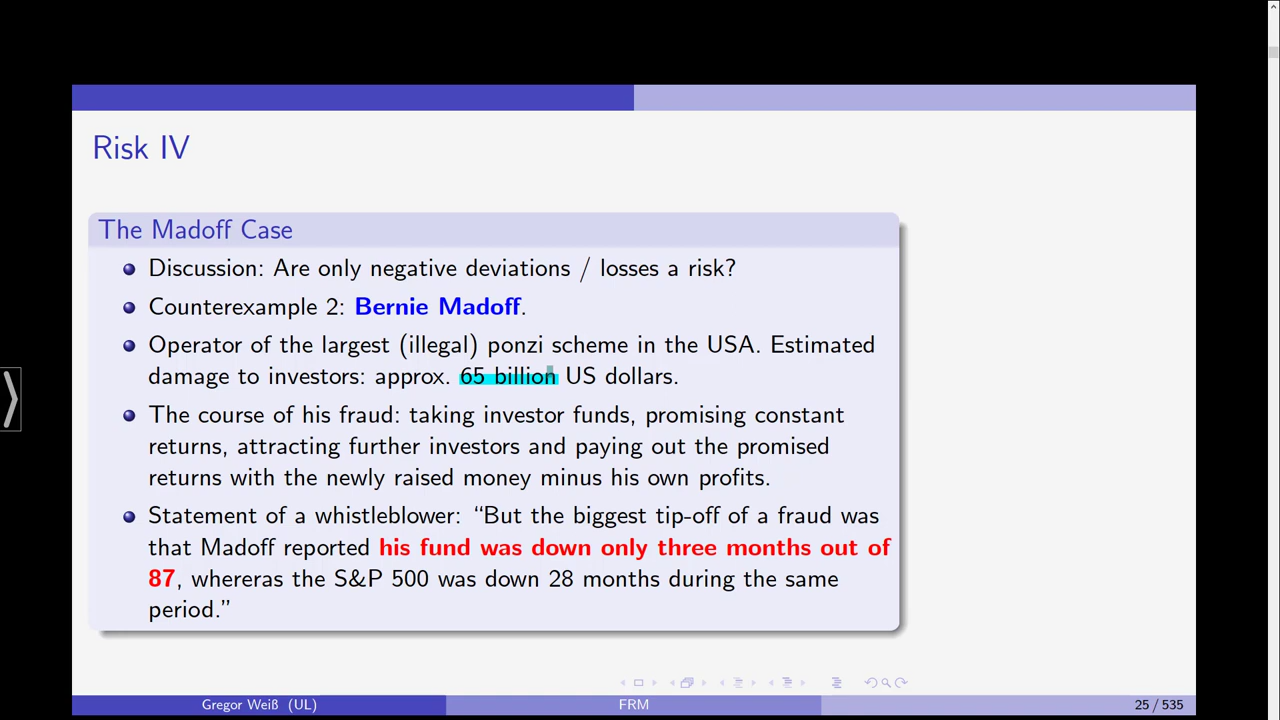 Risk IV
The Madoff Case
Discussion: Are only negative deviations / losses a risk?
Counterexample 2: Bernie Madoff.
Operator of the largest (illegal) ponzi scheme in the USA. Estimated
damage to investors: approx. 65 billion US dollars.
The course of his fraud: taking investor funds, promising constant
returns, attracting further investors and paying out the promised
returns with the newly raised money minus his own profits.
Statement of a whistleblower: “But the biggest tip-off of a fraud was
that Madoff reported his fund was down only three months out of
87, whereras the S&P 500 was down 28 months during the same
period.”
Gregor Weiß (UL) FRM 25 / 535